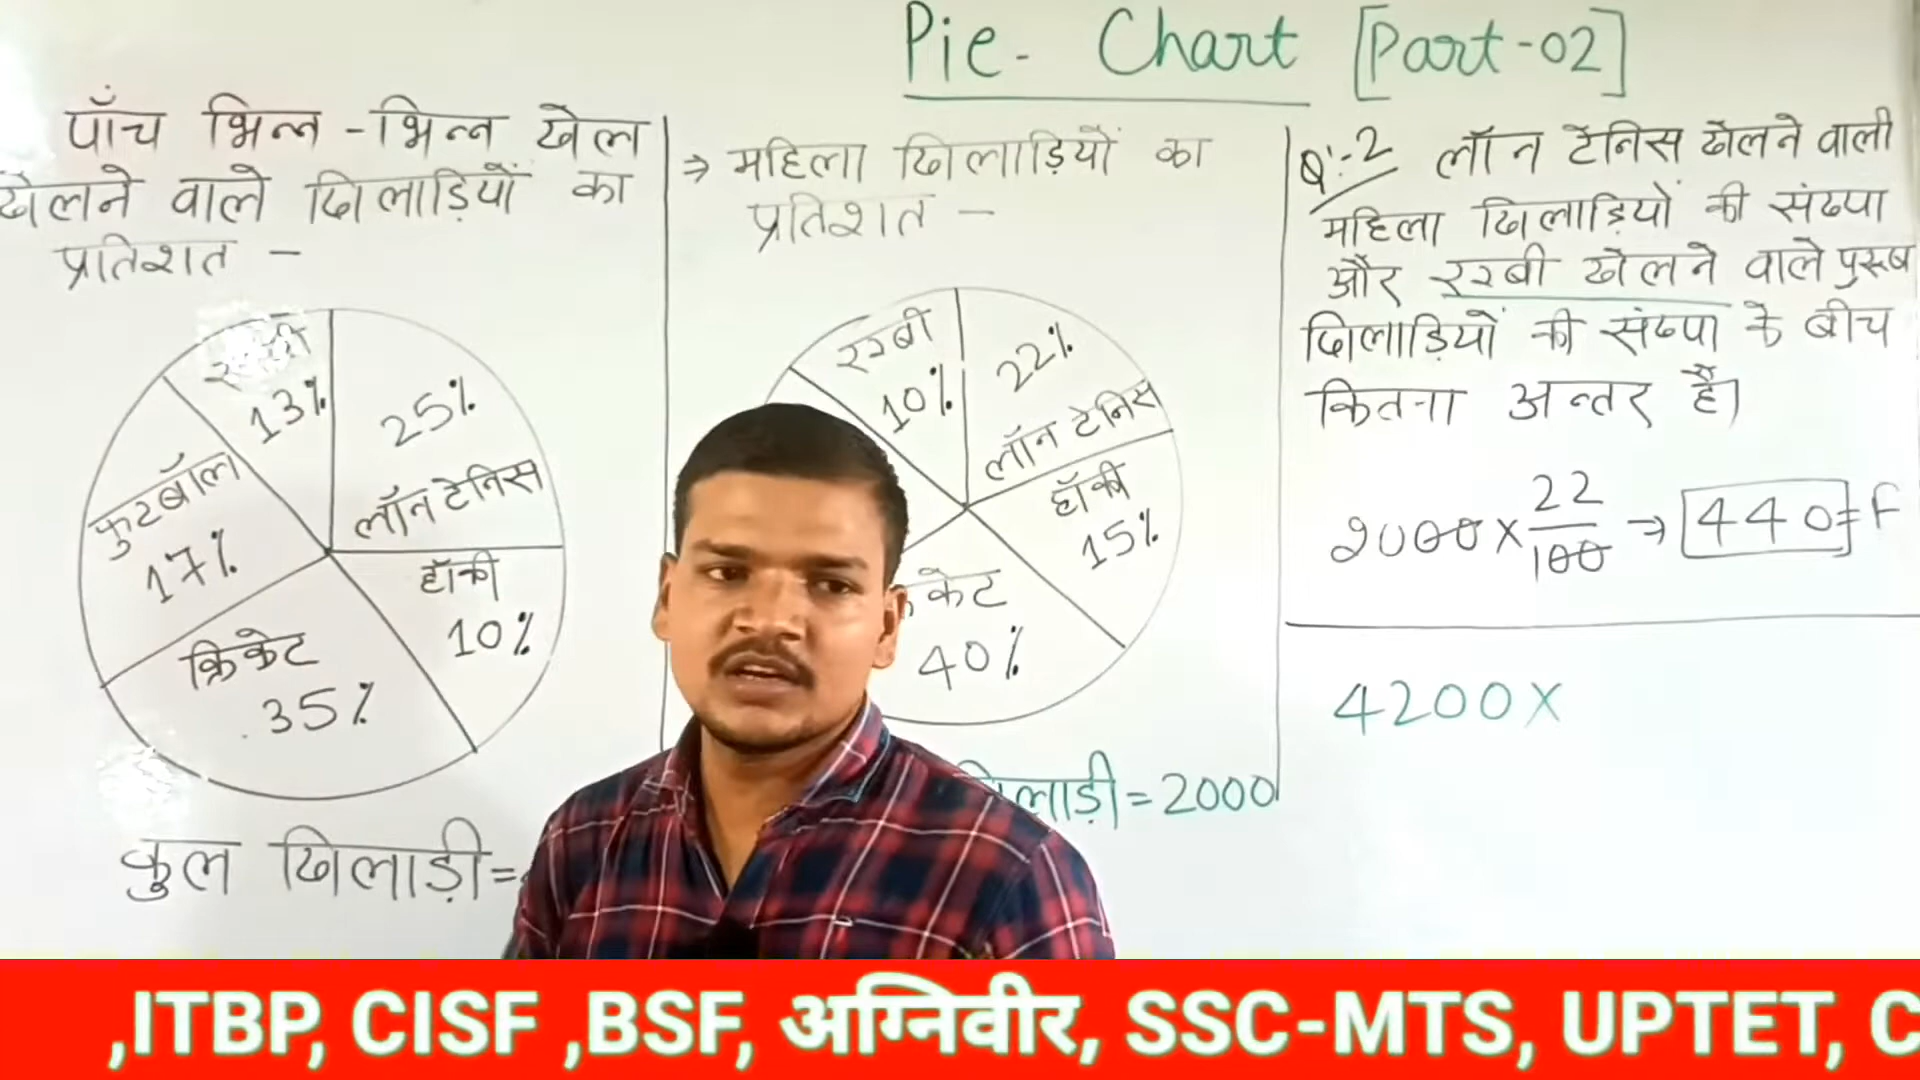 Pie- Chart [Part-02]
पाँच भिन्न -भिन्न खेल
खेलने वाले खिलाड़ियों का
प्रतिशत -
13%
25%
लॉन टेनिस
फुटबॉल
17%
हॉकी
10%
क्रिकेट
35%
कुल खिलाड़ी=
⇒ महिला खिलाड़ियों का
प्रतिशत -
रग्बी
10%
22%
लॉन टेनिस
हॉकी
15%
केट
40%
लाड़ी=2000
Q:-2 लॉन टेनिस खेलने वाली
महिला खिलाड़ियों की संख्या
और रग्बी खेलने वाले पुरूष
खिलाड़ियों की संख्या के बीच
कितना अन्तर है।
2000×22/100 → 440=F
4200×
,ITBP, CISF ,BSF, अग्निवीर, SSC-MTS, UPTET, C